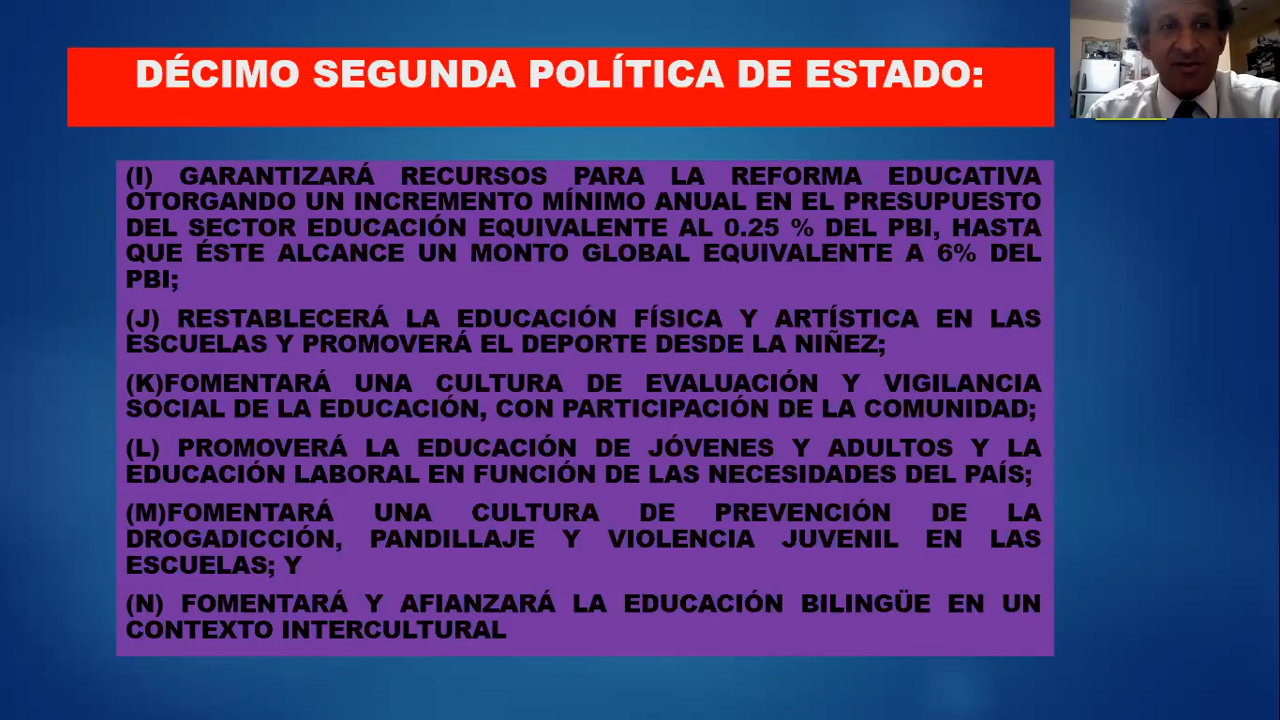 DÉCIMO SEGUNDA POLÍTICA DE ESTADO:
(I) GARANTIZARÁ RECURSOS PARA LA REFORMA EDUCATIVA
OTORGANDO UN INCREMENTO MÍNIMO ANUAL EN EL PRESUPUESTO
DEL SECTOR EDUCACIÓN EQUIVALENTE AL 0.25 % DEL PBI, HASTA
QUE ÉSTE ALCANCE UN MONTO GLOBAL EQUIVALENTE A 6% DEL
PBI;
(J) RESTABLECERÁ LA EDUCACIÓN FÍSICA Y ARTÍSTICA EN LAS
ESCUELAS Y PROMOVERÁ EL DEPORTE DESDE LA NIÑEZ;
(K)FOMENTARÁ UNA CULTURA DE EVALUACIÓN Y VIGILANCIA
SOCIAL DE LA EDUCACIÓN, CON PARTICIPACIÓN DE LA COMUNIDAD;
(L) PROMOVERÁ LA EDUCACIÓN DE JÓVENES Y ADULTOS Y LA
EDUCACIÓN LABORAL EN FUNCIÓN DE LAS NECESIDADES DEL PAÍS;
(M)FOMENTARÁ UNA CULTURA DE PREVENCIÓN DE LA
DROGADICCIÓN, PANDILLAJE Y VIOLENCIA JUVENIL EN LAS
ESCUELAS; Y
(N) FOMENTARÁ Y AFIANZARÁ LA EDUCACIÓN BILINGÜE EN UN
CONTEXTO INTERCULTURAL